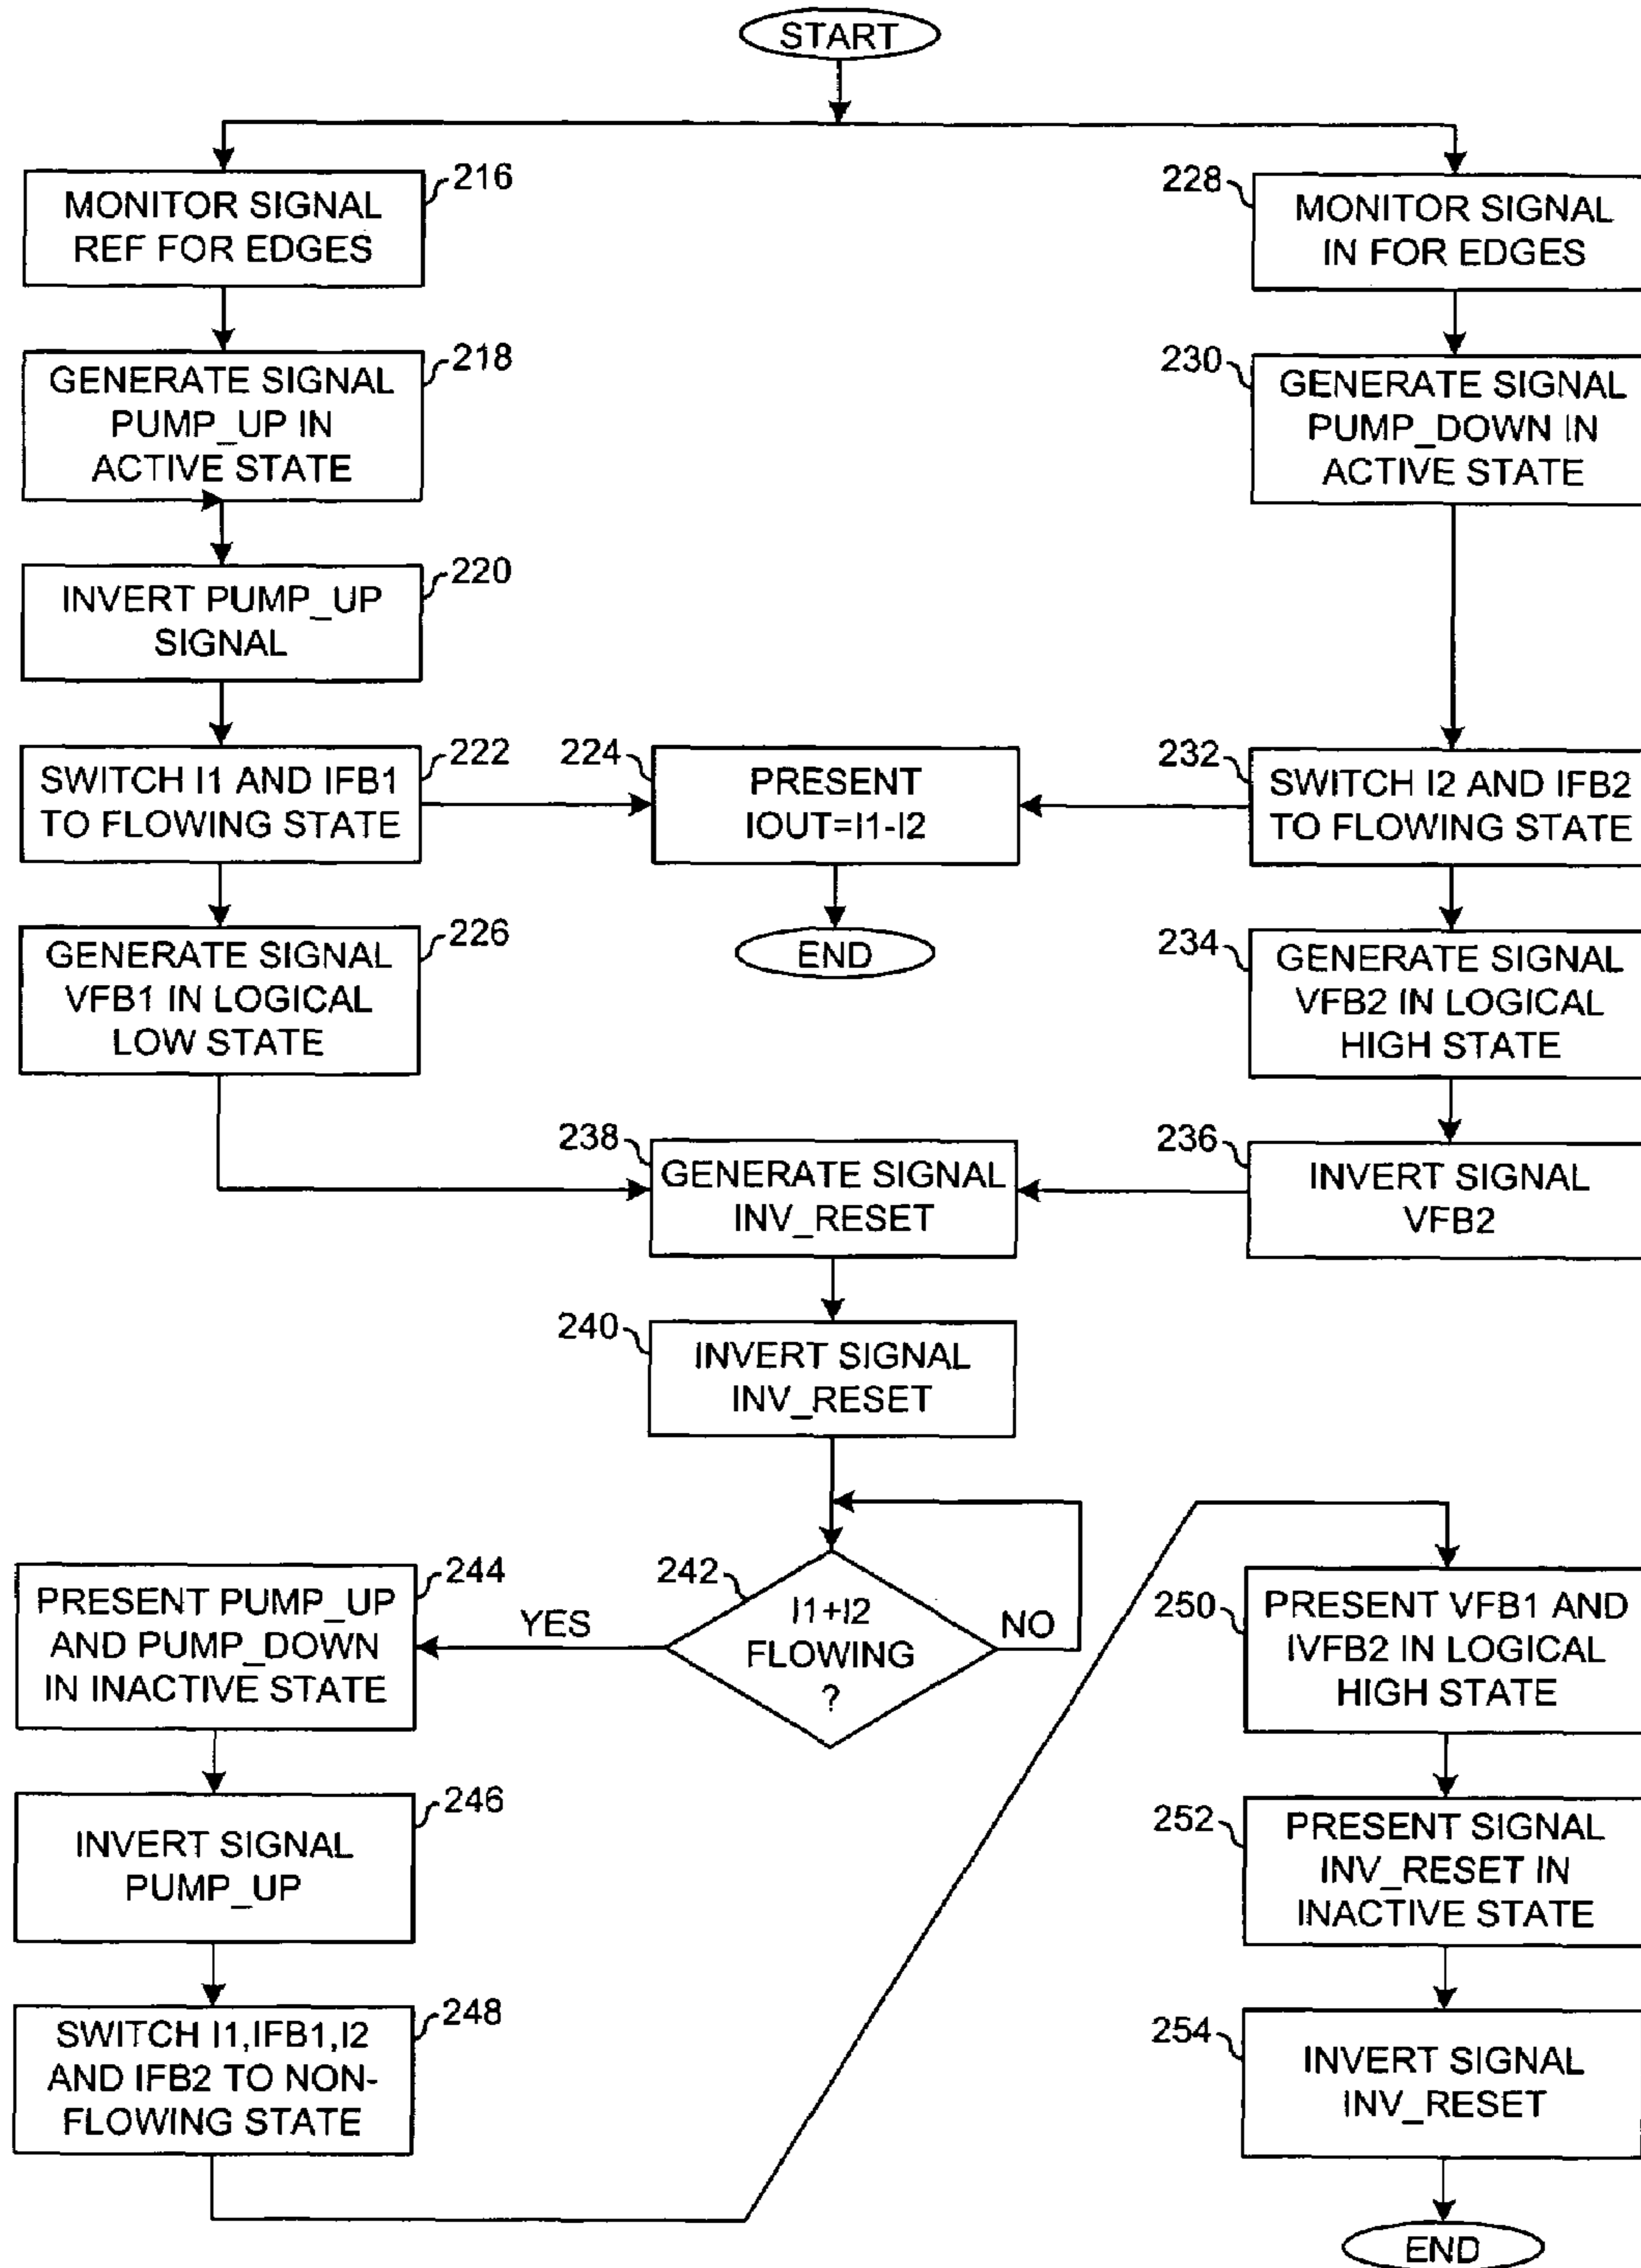 START
216
MONITOR SIGNAL
REF FOR EDGES
218
GENERATE SIGNAL
PUMP_UP IN
ACTIVE STATE
220
INVERT PUMP_UP
SIGNAL
222
SWITCH I1 AND IFB1
TO FLOWING STATE
224
PRESENT
IOUT=I1-I2
END
226
GENERATE SIGNAL
VFB1 IN LOGICAL
LOW STATE
228
MONITOR SIGNAL
IN FOR EDGES
230
GENERATE SIGNAL
PUMP_DOWN IN
ACTIVE STATE
232
SWITCH I2 AND IFB2
TO FLOWING STATE
234
GENERATE SIGNAL
VFB2 IN LOGICAL
HIGH STATE
236
INVERT SIGNAL
VFB2
238
GENERATE SIGNAL
INV_RESET
240
INVERT SIGNAL
INV_RESET
242
I1+I2
FLOWING
?
NO
YES
244
PRESENT PUMP_UP
AND PUMP_DOWN
IN INACTIVE STATE
246
INVERT SIGNAL
PUMP_UP
248
SWITCH I1,IFB1,I2
AND IFB2 TO NON-
FLOWING STATE
250
PRESENT VFB1 AND
IVFB2 IN LOGICAL
HIGH STATE
252
PRESENT SIGNAL
INV_RESET IN
INACTIVE STATE
254
INVERT SIGNAL
INV_RESET
END